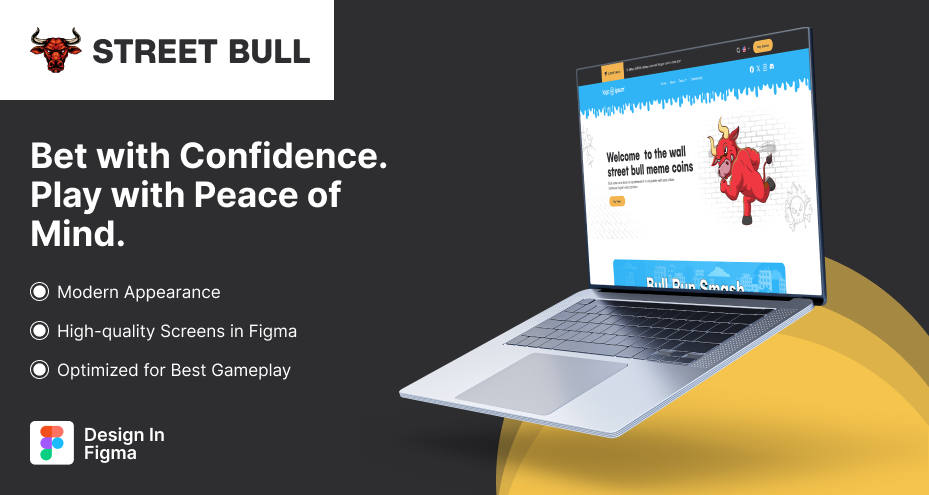 STREET BULL
Bet with Confidence.
Play with Peace of
Mind.
Modern Appearance
High-quality Screens in Figma
Optimized for Best Gameplay
Design In
Figma
Welcome to the wall
street bull meme coins
Bull Run Smash